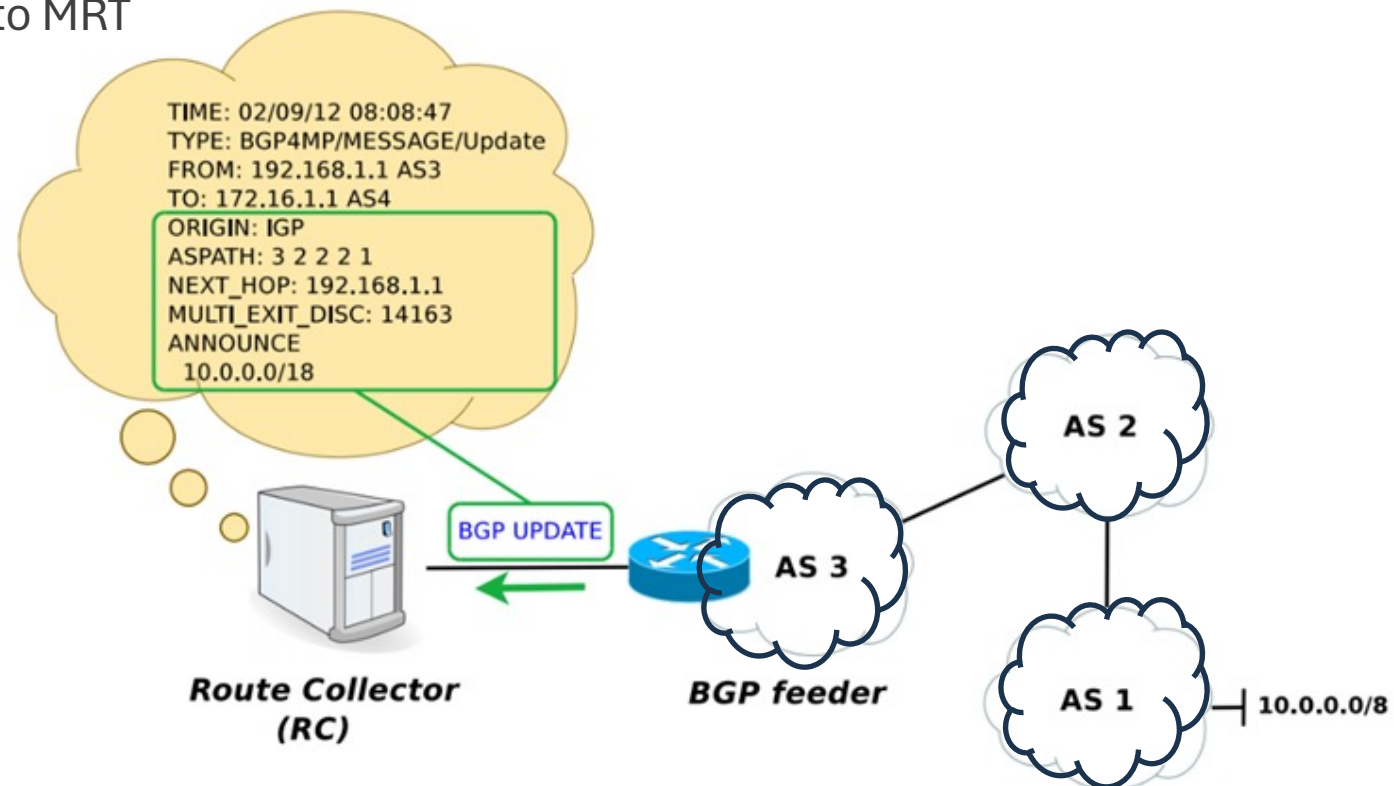 to MRT
TIME: 02/09/12 08:08:47
TYPE: BGP4MP/MESSAGE/Update
FROM: 192.168.1.1 AS3
TO: 172.16.1.1 AS4
ORIGIN: IGP
ASPATH: 3 2 2 2 1
NEXT_HOP: 192.168.1.1
MULTI_EXIT_DISC: 14163
ANNOUNCE
10.0.0.0/18
BGP UPDATE
AS 2
AS 3
Route Collector
(RC)
BGP feeder
AS 1
10.0.0.0/8